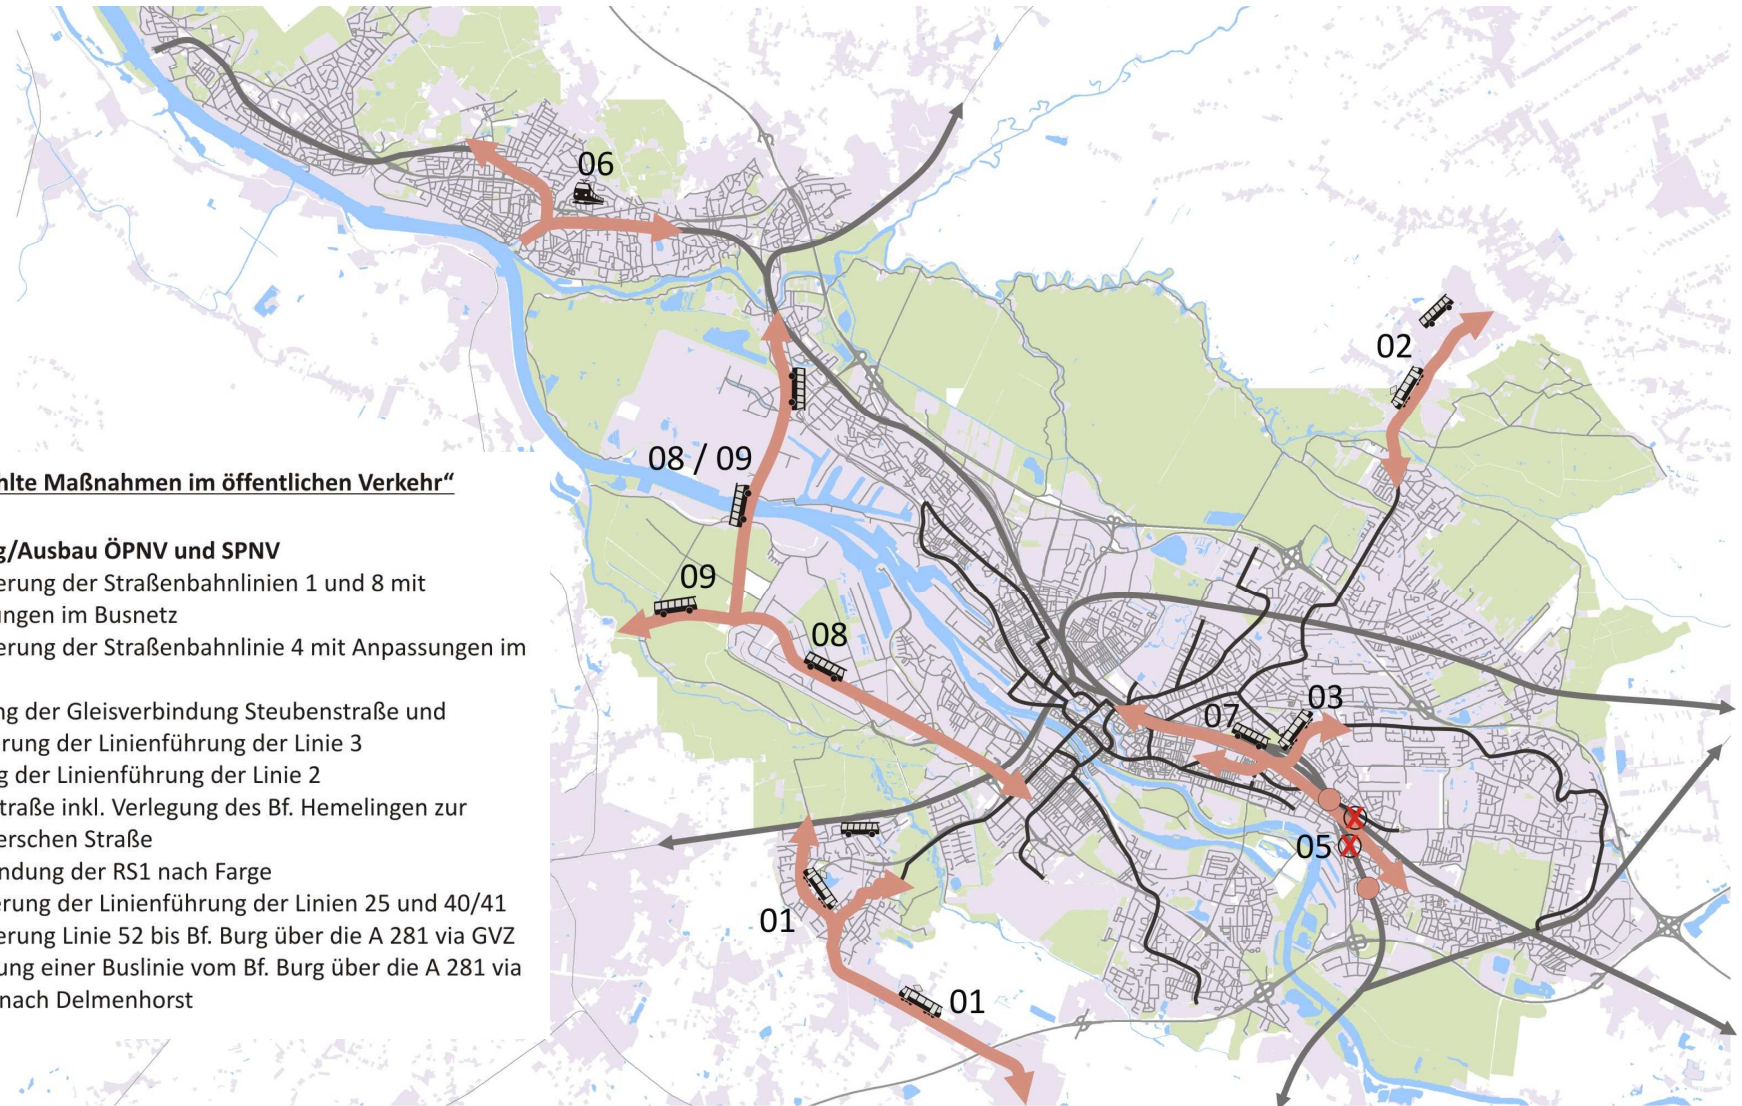 hlte Maßnahmen im öffentlichen Verkehr“
g/Ausbau ÖPNV und SPNV
erung der Straßenbahnlinien 1 und 8 mit
ungen im Busnetz
erung der Straßenbahnlinie 4 mit Anpassungen im
ng der Gleisverbindung Steubenstraße und
rung der Linienführung der Linie 3
g der Linienführung der Linie 2
traße inkl. Verlegung des Bf. Hemelingen zur
erschen Straße
ndung der RS1 nach Farge
erung der Linienführung der Linien 25 und 40/41
erung Linie 52 bis Bf. Burg über die A 281 via GVZ
ung einer Buslinie vom Bf. Burg über die A 281 via
nach Delmenhorst
06
02
08 / 09
09
08
07
03
05
01
01